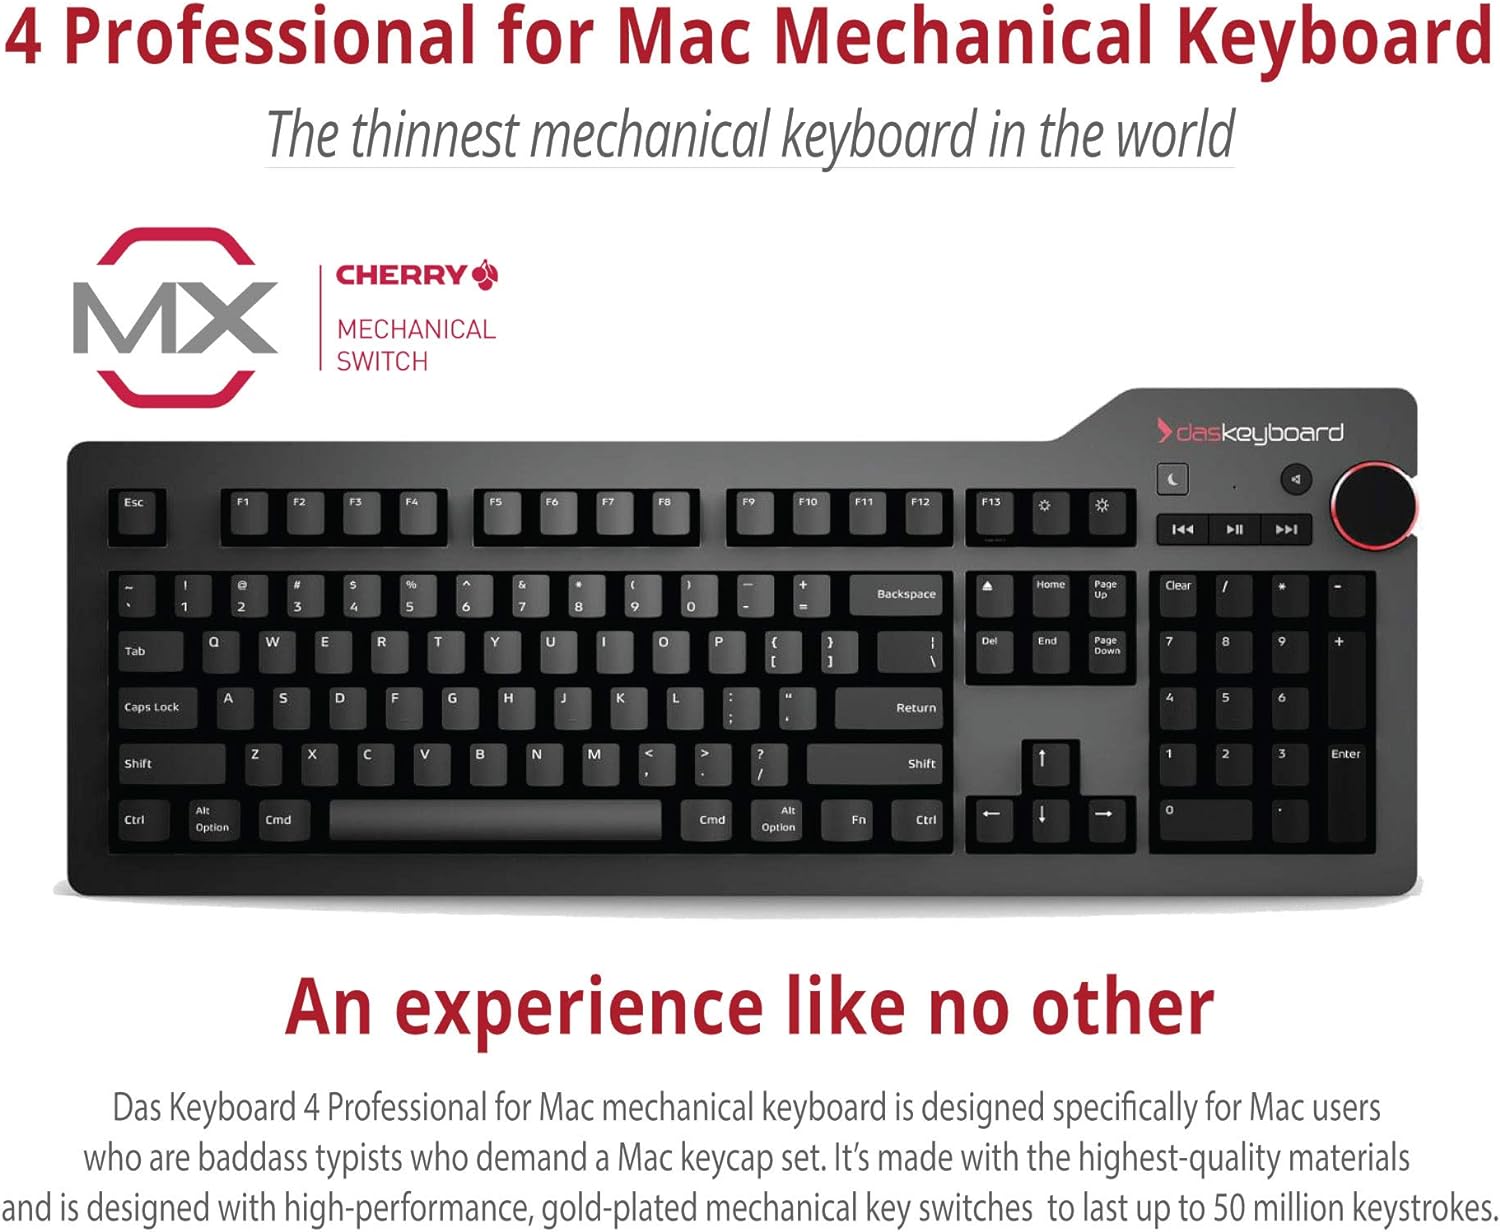 4 Professional for Mac Mechanical Keyboard
The thinnest mechanical keyboard in the world
MX
CHERRY
MECHANICAL
SWITCH
daskeyboard
Esc F1 F2 F3 F4 F5 F6 F7 F8 F9 F10 F11 F12 F13
~ ! @ # $ % ^ & * ( ) — +
` 1 2 3 4 5 6 7 8 9 0 - = Backspace
Home Page Up
Clear / * -
Tab Q W E R T Y U I O P { [ } ] ¦ \
Del End Page Down
7 8 9 +
Caps Lock A S D F G H J K L : ; “ ‘ Return
4 5 6
Shift Z X C V B N M < , > . ? / Shift
↑
1 2 3 Enter
Ctrl Alt Option Cmd Cmd Alt Option Fn Ctrl
← ↓ →
0 .
An experience like no other
Das Keyboard 4 Professional for Mac mechanical keyboard is designed specifically for Mac users
who are baddass typists who demand a Mac keycap set. It’s made with the highest-quality materials
and is designed with high-performance, gold-plated mechanical key switches to last up to 50 million keystrokes.